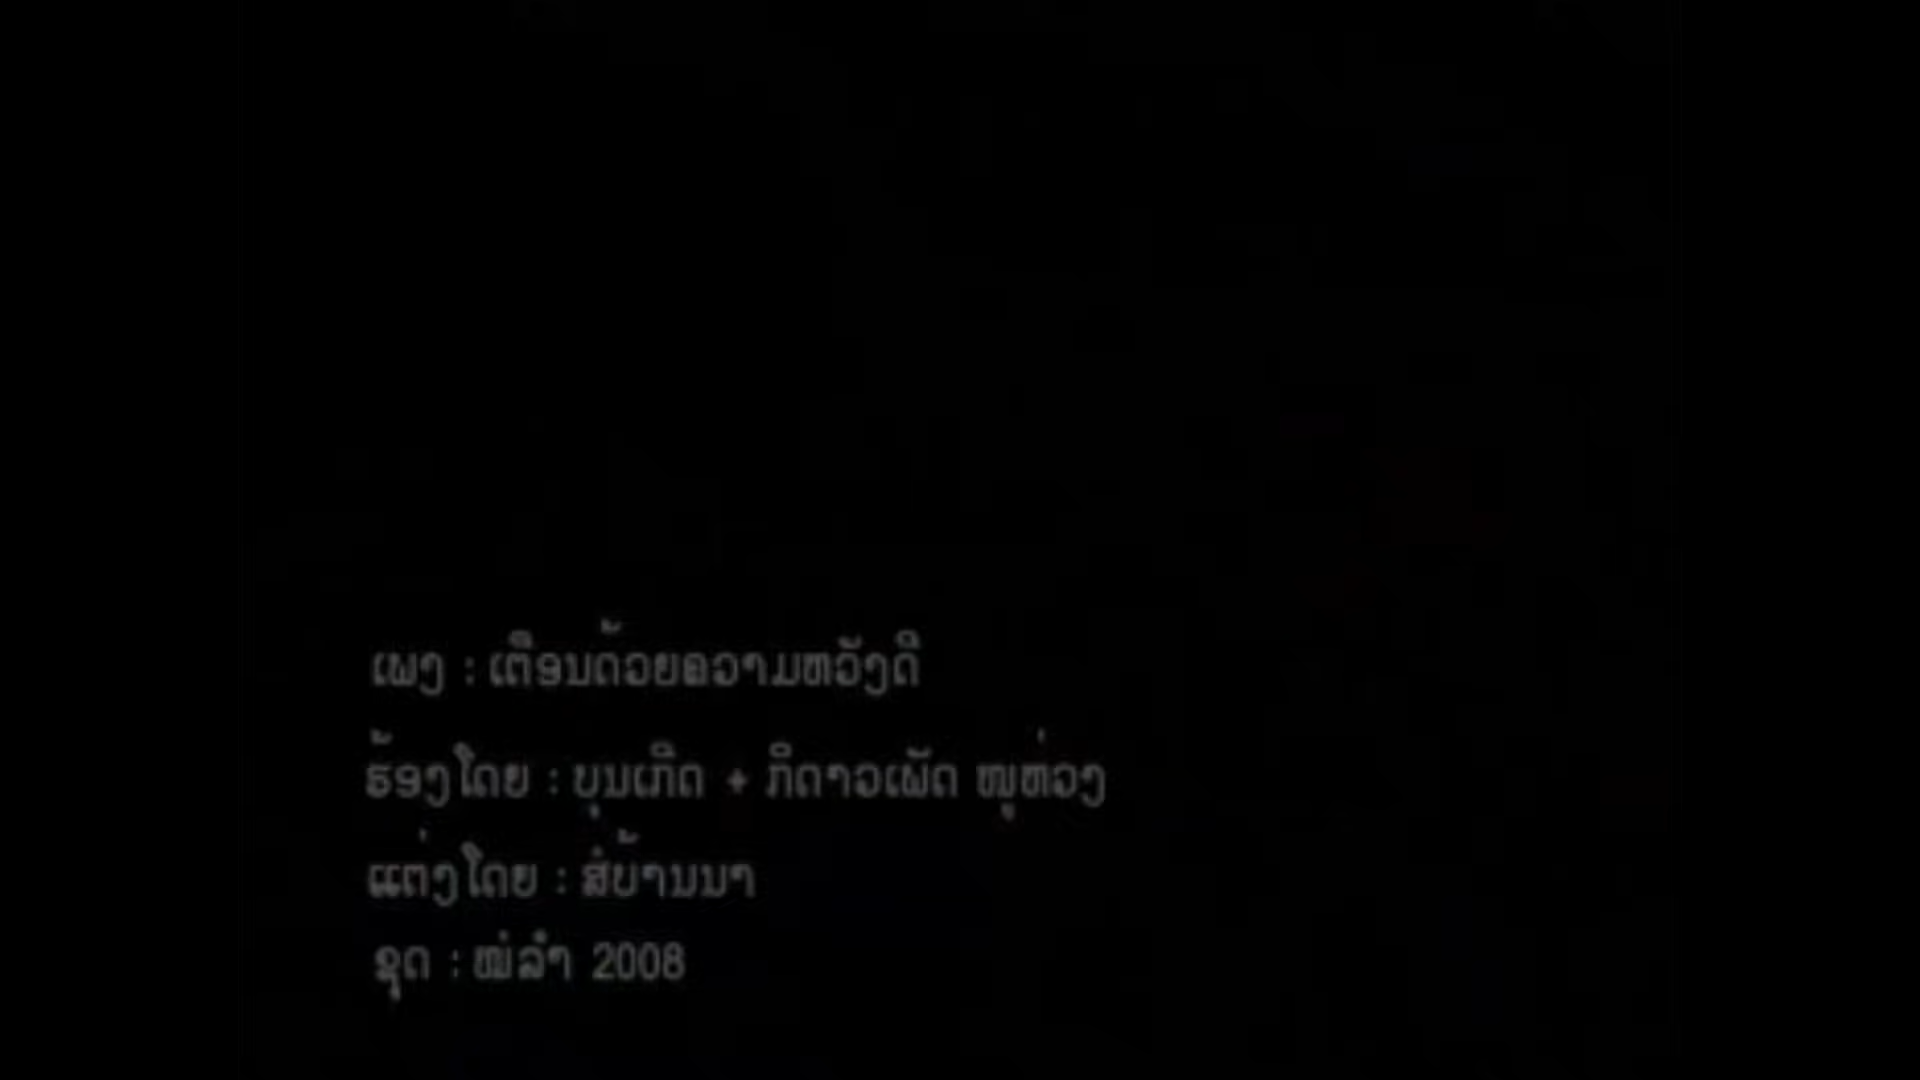 ເພງ : ເຕືອນດ້ວຍຄວາມຫວັງດີ
ຮ້ອງໂດຍ : ບຸນເກີດ + ກິດາວເພັດ ໜູຫ່ວງ
ແຕ່ງໂດຍ : ສໍບ້ານນາ
ຊຸດ : ໝໍລຳ 2008